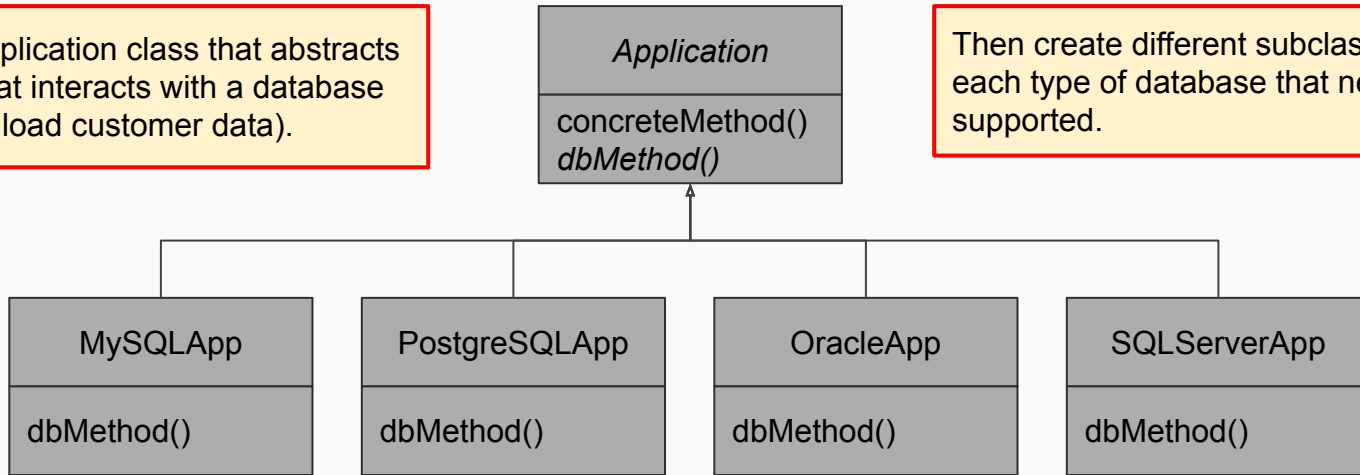 plication class that abstracts
at interacts with a database
load customer data).
Application
concreteMethod()
dbMethod()
Then create different subclas
each type of database that ne
supported.
MySQLApp
dbMethod()
PostgreSQLApp
dbMethod()
OracleApp
dbMethod()
SQLServerApp
dbMethod()